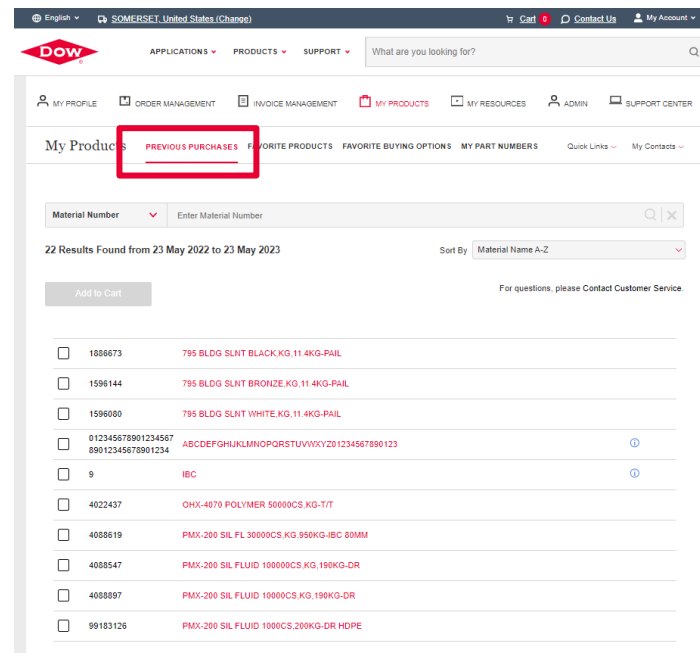 English SOMERSET, United States (Change) Cart 0 Contact Us My Account
Dow APPLICATIONS PRODUCTS SUPPORT What are you looking for?
MY PROFILE ORDER MANAGEMENT INVOICE MANAGEMENT MY PRODUCTS MY RESOURCES ADMIN SUPPORT CENTER
My Products PREVIOUS PURCHASES FAVORITE PRODUCTS FAVORITE BUYING OPTIONS MY PART NUMBERS Quick Links My Contacts
Material Number Enter Material Number
22 Results Found from 23 May 2022 to 23 May 2023 Sort By Material Name A-Z
Add to Cart For questions, please Contact Customer Service.
1886673 795 BLDG SLNT BLACK,KG,11.4KG-PAIL
1596144 795 BLDG SLNT BRONZE,KG,11.4KG-PAIL
1596080 795 BLDG SLNT WHITE,KG,11.4KG-PAIL
012345678901234567
89012345678901234 ABCDEFGHIJKLMNOPQRSTUVWXYZ01234567890123
9 IBC
4022437 OHX-4070 POLYMER 50000CS,KG-T/T
4088619 PMX-200 SIL FL 30000CS,KG,950KG-IBC 80MM
4088547 PMX-200 SIL FLUID 100000CS,KG,190KG-DR
4088897 PMX-200 SIL FLUID 10000CS,KG,190KG-DR
99183126 PMX-200 SIL FLUID 1000CS,200KG-DR HDPE